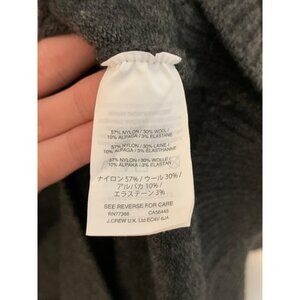 57% NYLON / 30% WOOL /
10% ALPACA / 3% ELASTANE
57% NYLON / 30% LAINE /
10% ALPAGA / 3% ELASTHANNE
57% NYLON / 30% WOLLE /
10% ALPAKA / 3% ELASTAN
ナイロン 57% / ウール 30% /
アルパカ 10% /
エラステーン 3%
SEE REVERSE FOR CARE
RN77388 CA56445
J.CREW U.K. Ltd EC4V 6JA